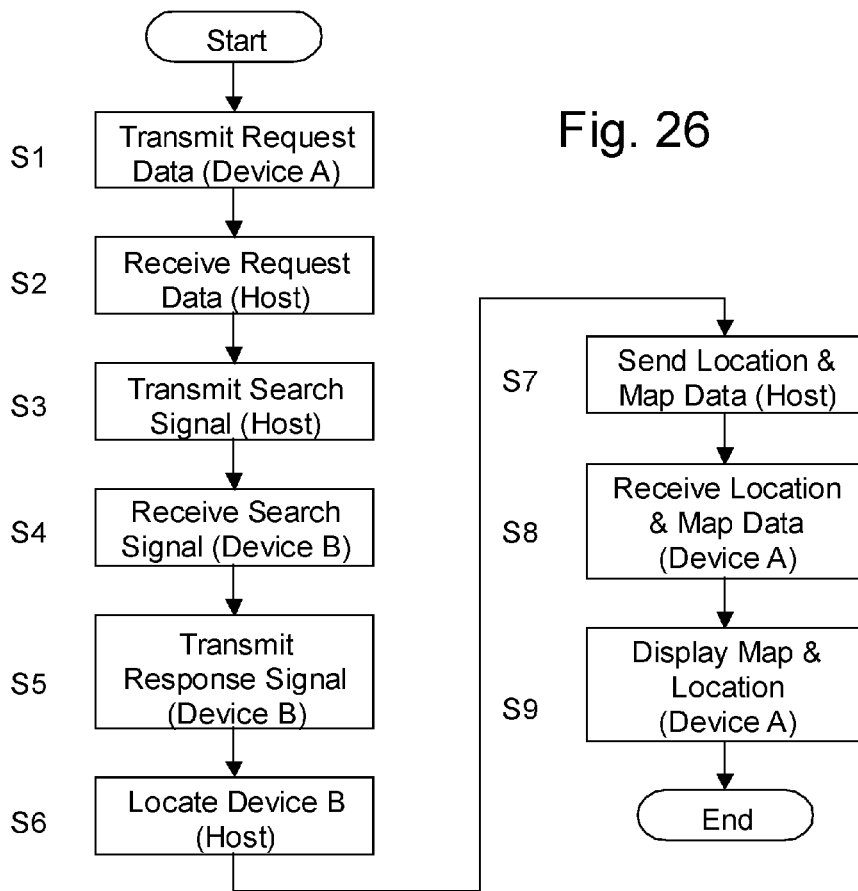 Start
Fig. 26
S1
Transmit Request
Data (Device A)
S2
Receive Request
Data (Host)
S3
Transmit Search
Signal (Host)
S4
Receive Search
Signal (Device B)
S5
Transmit
Response Signal
(Device B)
S6
Locate Device B
(Host)
S7
Send Location &
Map Data (Host)
S8
Receive Location
& Map Data
(Device A)
S9
Display Map &
Location
(Device A)
End